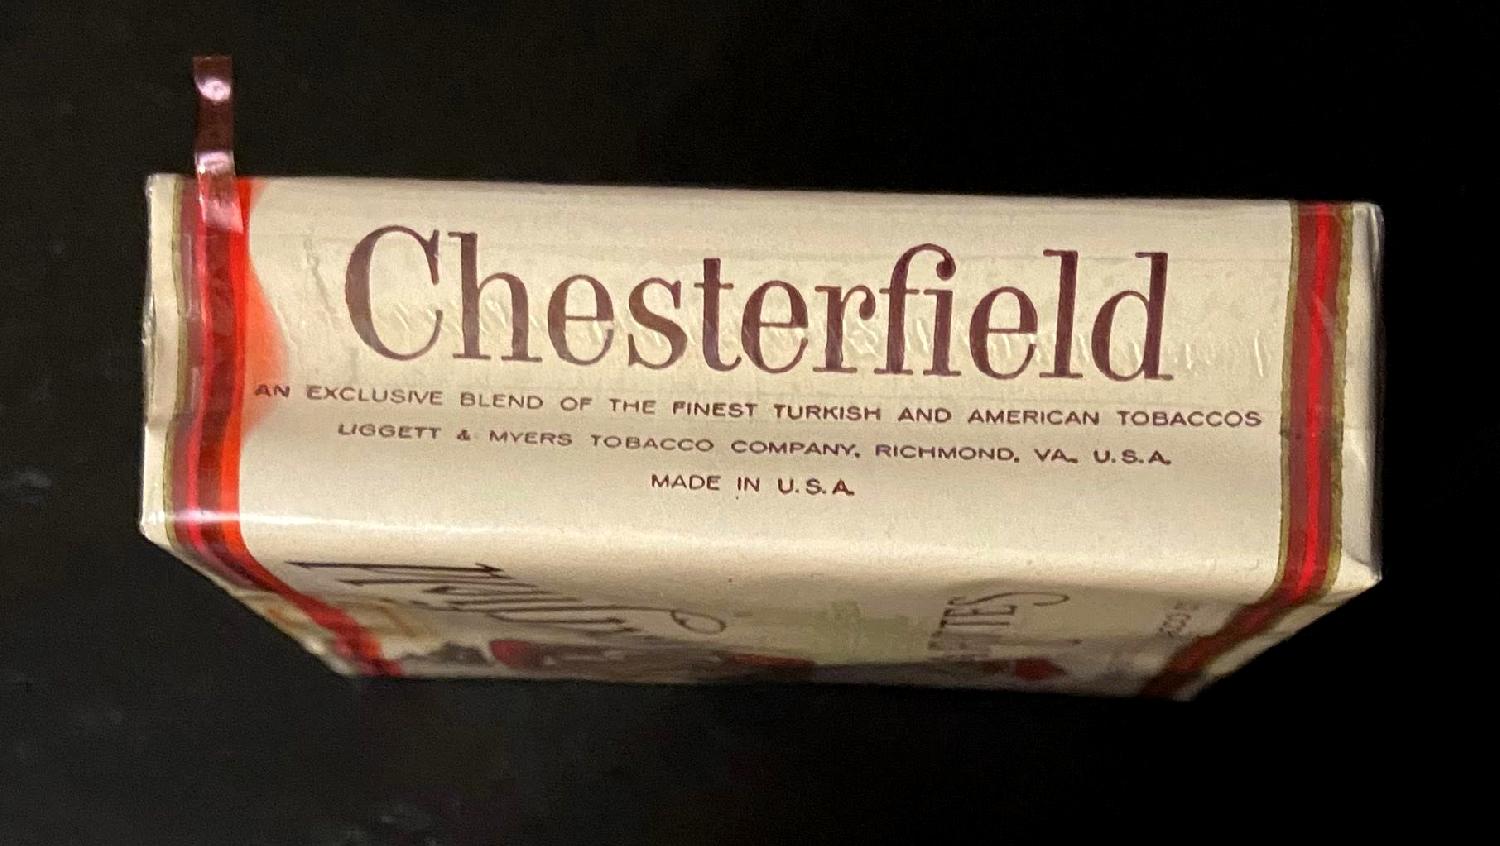 Chesterfield
AN EXCLUSIVE BLEND OF THE FINEST TURKISH AND AMERICAN TOBACCOS
LIGGETT & MYERS TOBACCO COMPANY, RICHMOND, VA. U.S.A.
MADE IN U.S.A.